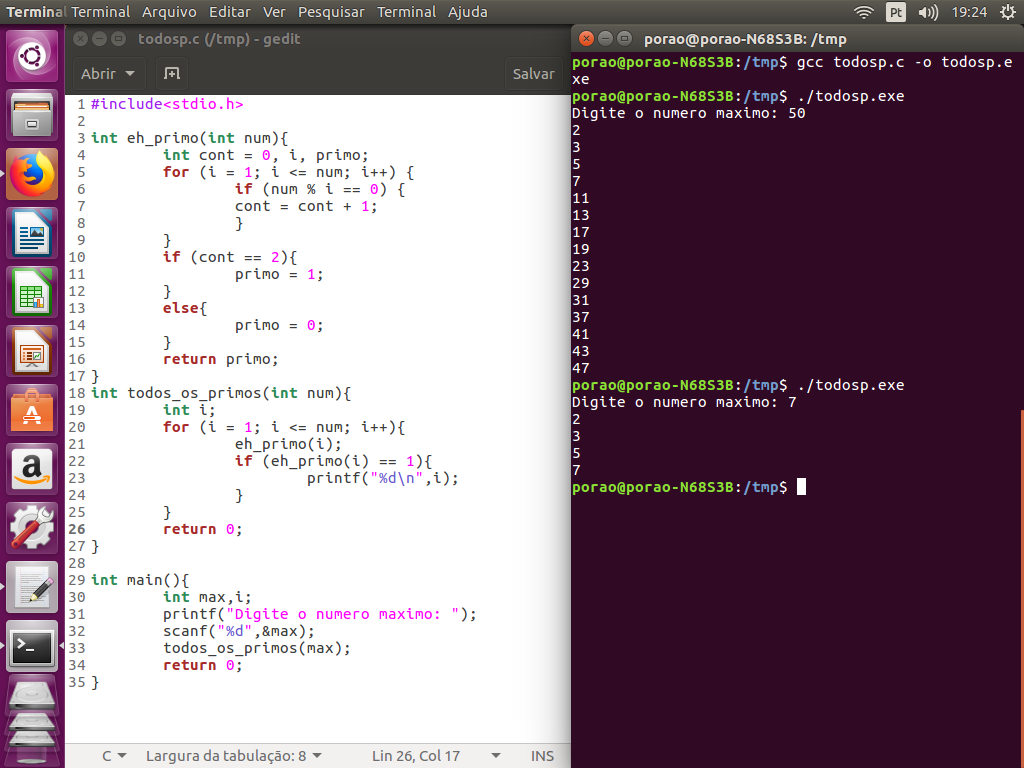 Terminal Terminal Arquivo Editar Ver Pesquisar Terminal Ajuda Pt 19:24
todosp.c (/tmp) - gedit
Abrir Salvar
1 #include<stdio.h>
2
3 int eh_primo(int num){
4 int cont = 0, i, primo;
5 for (i = 1; i <= num; i++) {
6 if (num % i == 0) {
7 cont = cont + 1;
8 }
9 }
10 if (cont == 2){
11 primo = 1;
12 }
13 else{
14 primo = 0;
15 }
16 return primo;
17 }
18 int todos_os_primos(int num){
19 int i;
20 for (i = 1; i <= num; i++){
21 eh_primo(i);
22 if (eh_primo(i) == 1){
23 printf("%d\n",i);
24 }
25 }
26 return 0;
27 }
28
29 int main(){
30 int max,i;
31 printf("Digite o numero maximo: ");
32 scanf("%d",&max);
33 todos_os_primos(max);
34 return 0;
35 }
C Largura da tabulação: 8 Lin 26, Col 17 INS
porao@porao-N68S3B: /tmp
porao@porao-N68S3B:/tmp$ gcc todosp.c -o todosp.e
xe
porao@porao-N68S3B:/tmp$ ./todosp.exe
Digite o numero maximo: 50
2
3
5
7
11
13
17
19
23
29
31
37
41
43
47
porao@porao-N68S3B:/tmp$ ./todosp.exe
Digite o numero maximo: 7
2
3
5
7
porao@porao-N68S3B:/tmp$